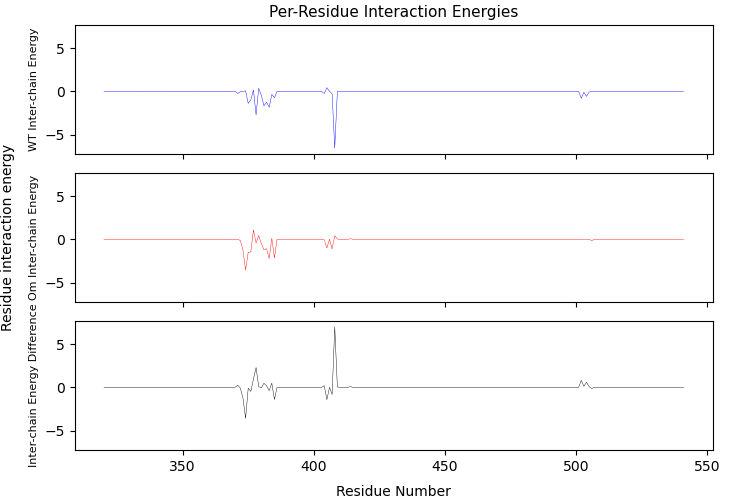 Per-Residue Interaction Energies
Residue interaction energy
WT Inter-chain Energy
5
0
−5
Om Inter-chain Energy
5
0
−5
Inter-chain Energy Difference
5
0
−5
350
400
450
500
550
Residue Number